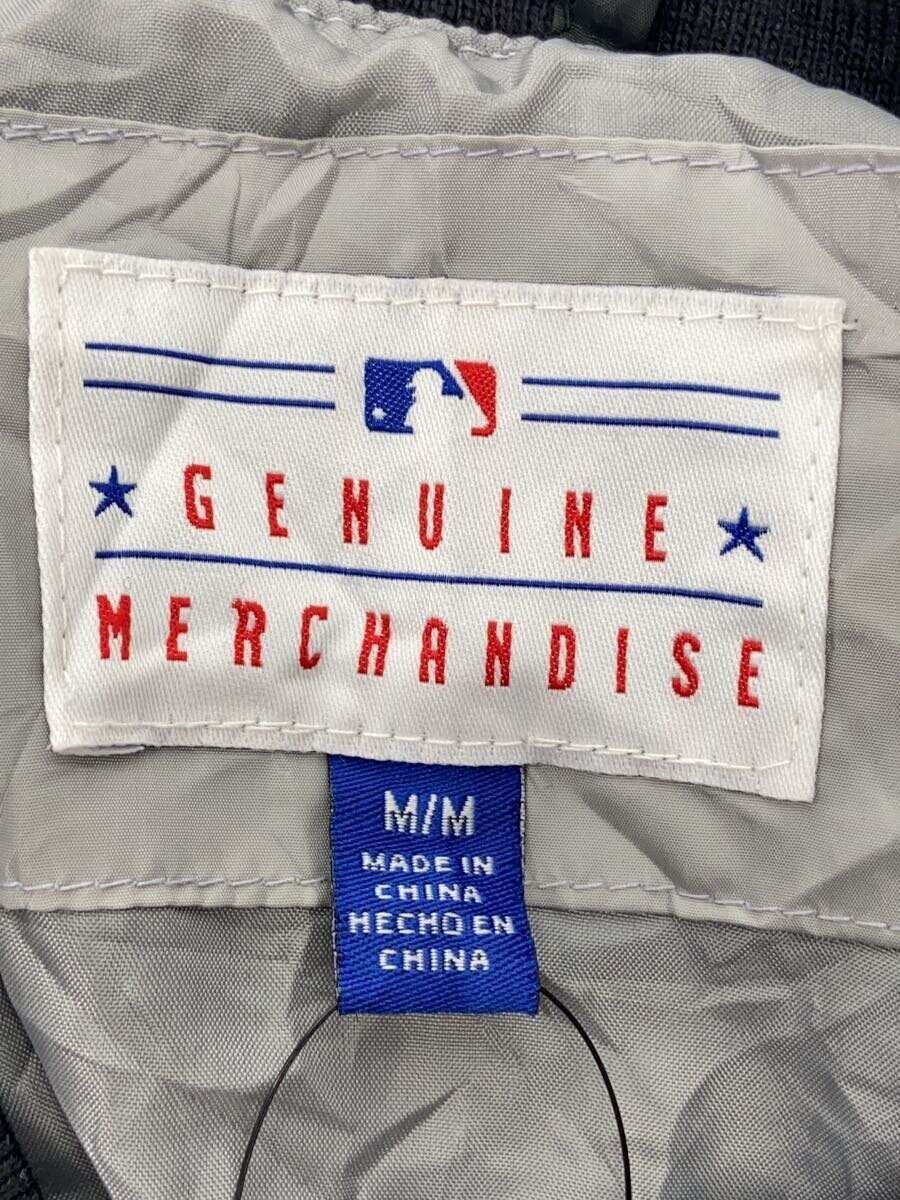 GENUINE
MERCHANDISE
M/M
MADE IN
CHINA
HECHO EN
CHINA